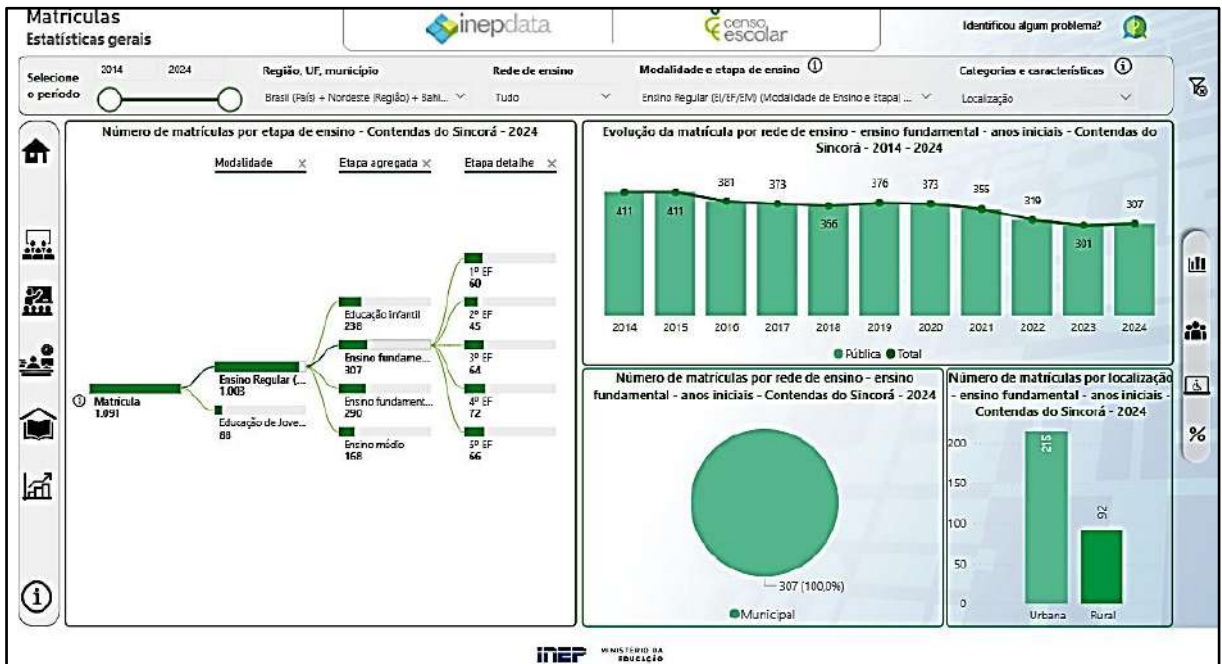 Matrículas
Estatísticas gerais
inepdata
censo
escolar
Identificou algum problema?
Selecione
o período
2014
2024
Região, UF, município
Brasil (País) + Nordeste (Região) + Bahi...
Rede de ensino
Tudo
Modalidade e etapa de ensino
Ensino Regular (EI/EF/EM) (Modalidade de Ensino e Etapa) ...
Categorias e características
Localização
Número de matrículas por etapa de ensino - Contendas do Sincorá - 2024
Modalidade
Etapa agregada
Etapa detalhe
Matrícula
1.091
Ensino Regular (...
1.003
Educação de Jove...
88
Educação infantil
238
Ensino fundame...
307
Ensino fundament...
290
Ensino médio
168
1º EF
60
2º EF
45
3º EF
64
4º EF
72
5º EF
66
Evolução da matrícula por rede de ensino - ensino fundamental - anos iniciais - Contendas do
Sincorá - 2014 - 2024
411
411
381
373
366
376
373
355
319
301
307
2014
2015
2016
2017
2018
2019
2020
2021
2022
2023
2024
Pública
Total
Número de matrículas por rede de ensino - ensino
fundamental - anos iniciais - Contendas do Sincorá - 2024
307 (100,0%)
Municipal
Número de matrículas por localização
- ensino fundamental - anos iniciais -
Contendas do Sincorá - 2024
200
150
100
50
0
215
92
Urbana
Rural
%
inep
MINISTÉRIO DA
EDUCAÇÃO